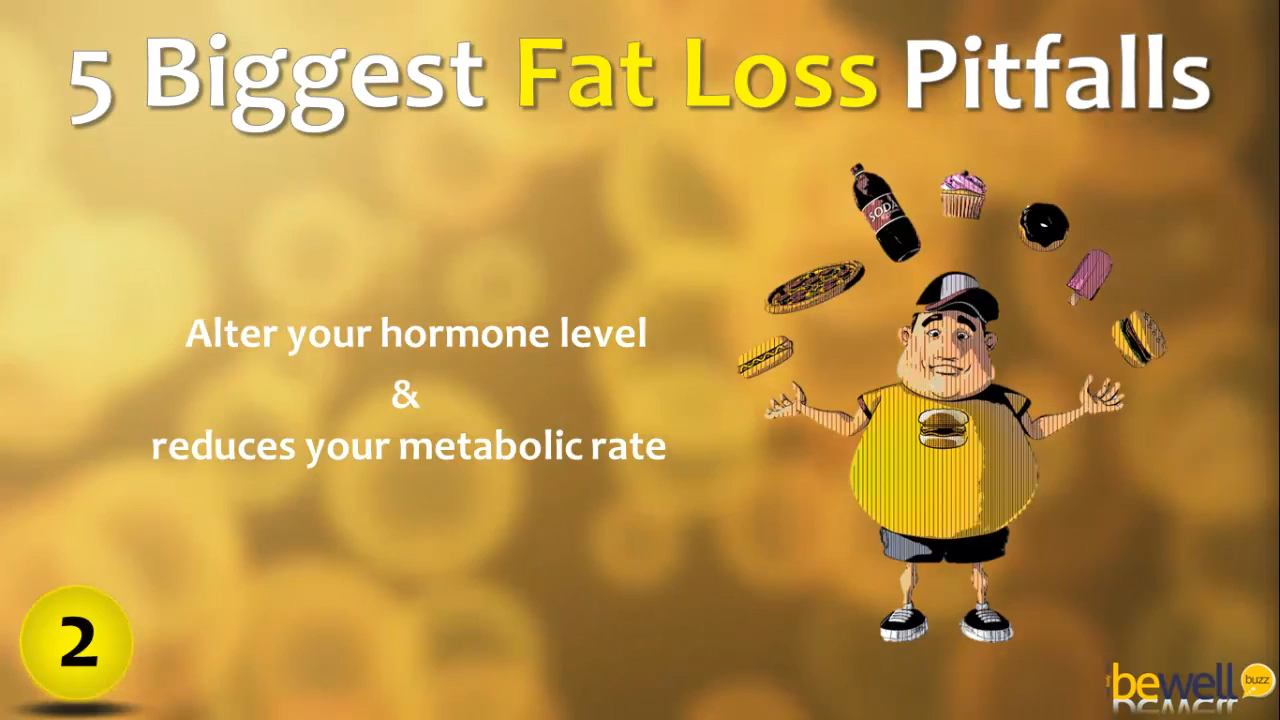 5 Biggest Fat Loss Pitfalls
SODA
Alter your hormone level
&
reduces your metabolic rate
2
bewell buzz